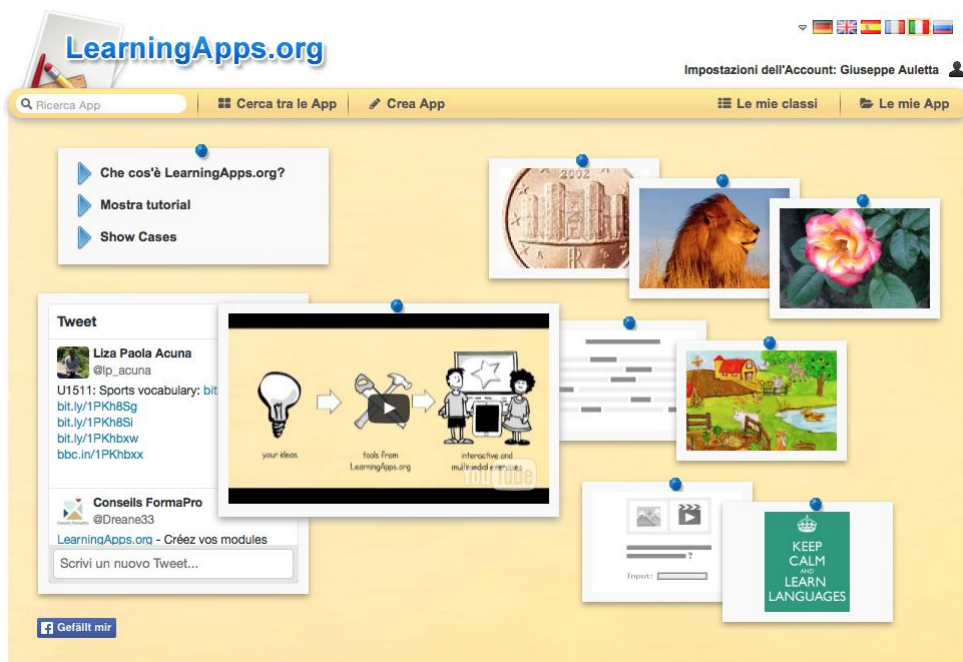 LearningApps.org
Impostazioni dell'Account: Giuseppe Auletta
Ricerca App
Cerca tra le App
Crea App
Le mie classi
Le mie App
Che cos'è LearningApps.org?
Mostra tutorial
Show Cases
2002
Tweet
Liza Paola Acuna
@lp_acuna
U1511: Sports vocabulary: bit
bit.ly/1PKh8Sg
bit.ly/1PKh8Si
bit.ly/1PKhbxw
bbc.in/1PKhbxx
your ideas
tools from
LearningApps.org
interactive and
multimedial exercises
YouTube
Conseils FormaPro
@Dreane33
LearningApps.org - Créez vos modules
Scrivi un nuovo Tweet...
?
Input:
KEEP
CALM
AND
LEARN
LANGUAGES
Gefällt mir